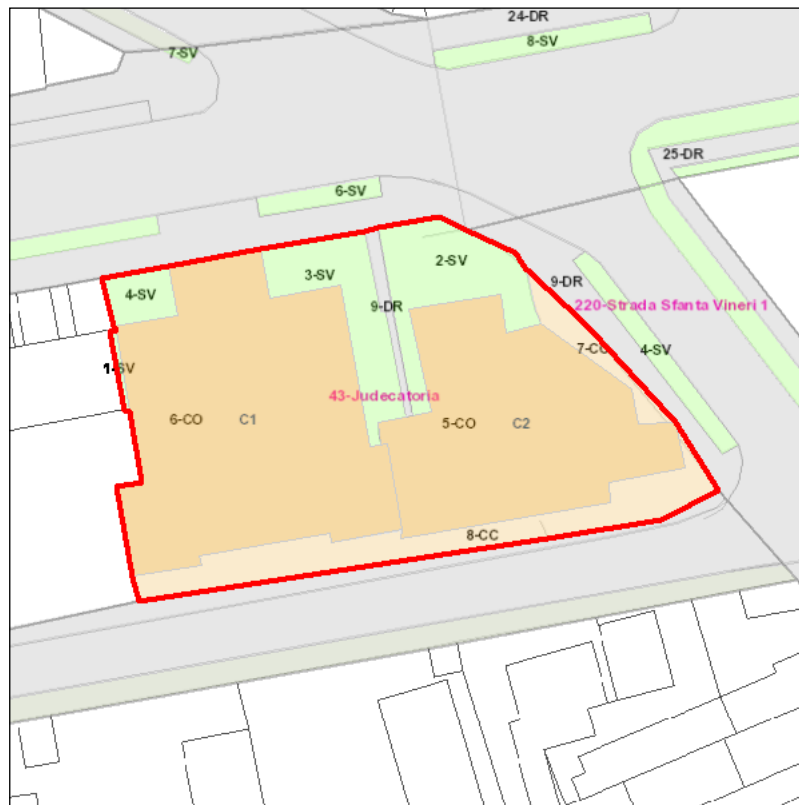 24-DR
8-SV
7-SV
25-DR
6-SV
2-SV
3-SV
4-SV
9-DR
9-DR
220-Strada Sfanta Vineri 1
7-CC
4-SV
1-SV
43-Judecatoria
6-CO
C1
5-CO
C2
8-CC